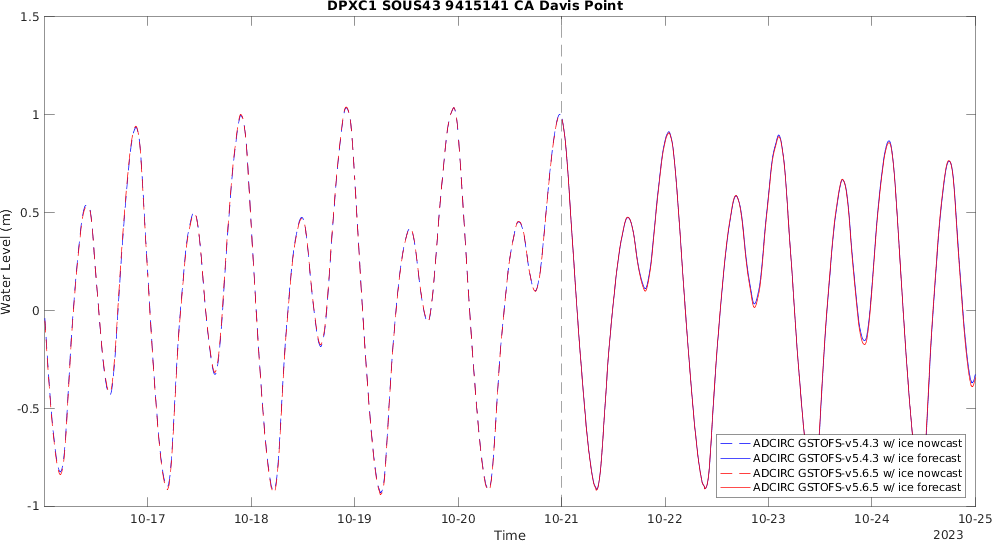 DPXC1 SOUS43 9415141 CA Davis Point
1.5
1
0.5
0
-0.5
-1
Water Level (m)
ADCIRC GSTOFS-v5.4.3 w/ ice nowcast
ADCIRC GSTOFS-v5.4.3 w/ ice forecast
ADCIRC GSTOFS-v5.6.5 w/ ice nowcast
ADCIRC GSTOFS-v5.6.5 w/ ice forecast
10-17 10-18 10-19 10-20 10-21 10-22 10-23 10-24 10-25
Time
2023